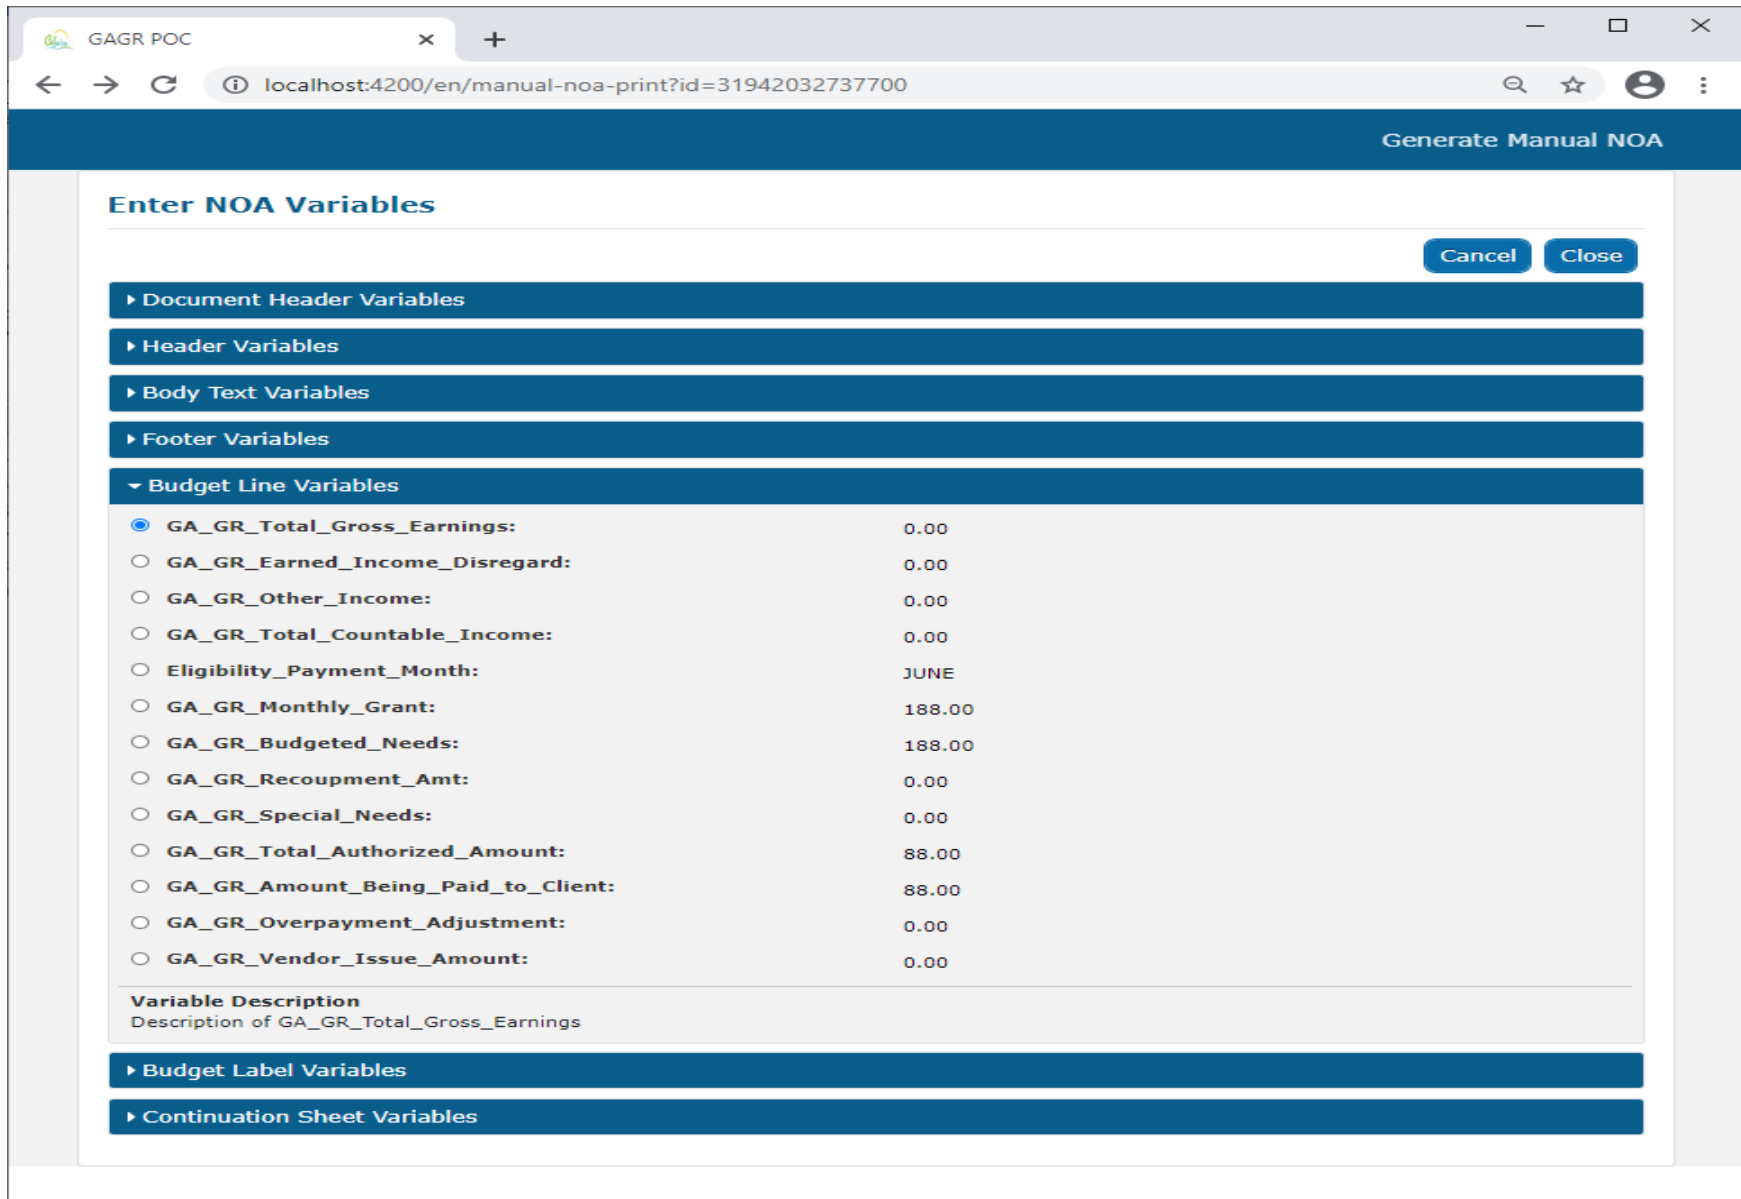 GAGR POC
localhost:4200/en/manual-noa-print?id=31942032737700
Generate Manual NOA
Enter NOA Variables
Cancel Close
Document Header Variables
Header Variables
Body Text Variables
Footer Variables
Budget Line Variables
GA_GR_Total_Gross_Earnings: 0.00
GA_GR_Earned_Income_Disregard: 0.00
GA_GR_Other_Income: 0.00
GA_GR_Total_Countable_Income: 0.00
Eligibility_Payment_Month: JUNE
GA_GR_Monthly_Grant: 188.00
GA_GR_Budgeted_Needs: 188.00
GA_GR_Recoupment_Amt: 0.00
GA_GR_Special_Needs: 0.00
GA_GR_Total_Authorized_Amount: 88.00
GA_GR_Amount_Being_Paid_to_Client: 88.00
GA_GR_Overpayment_Adjustment: 0.00
GA_GR_Vendor_Issue_Amount: 0.00
Variable Description
Description of GA_GR_Total_Gross_Earnings
Budget Label Variables
Continuation Sheet Variables